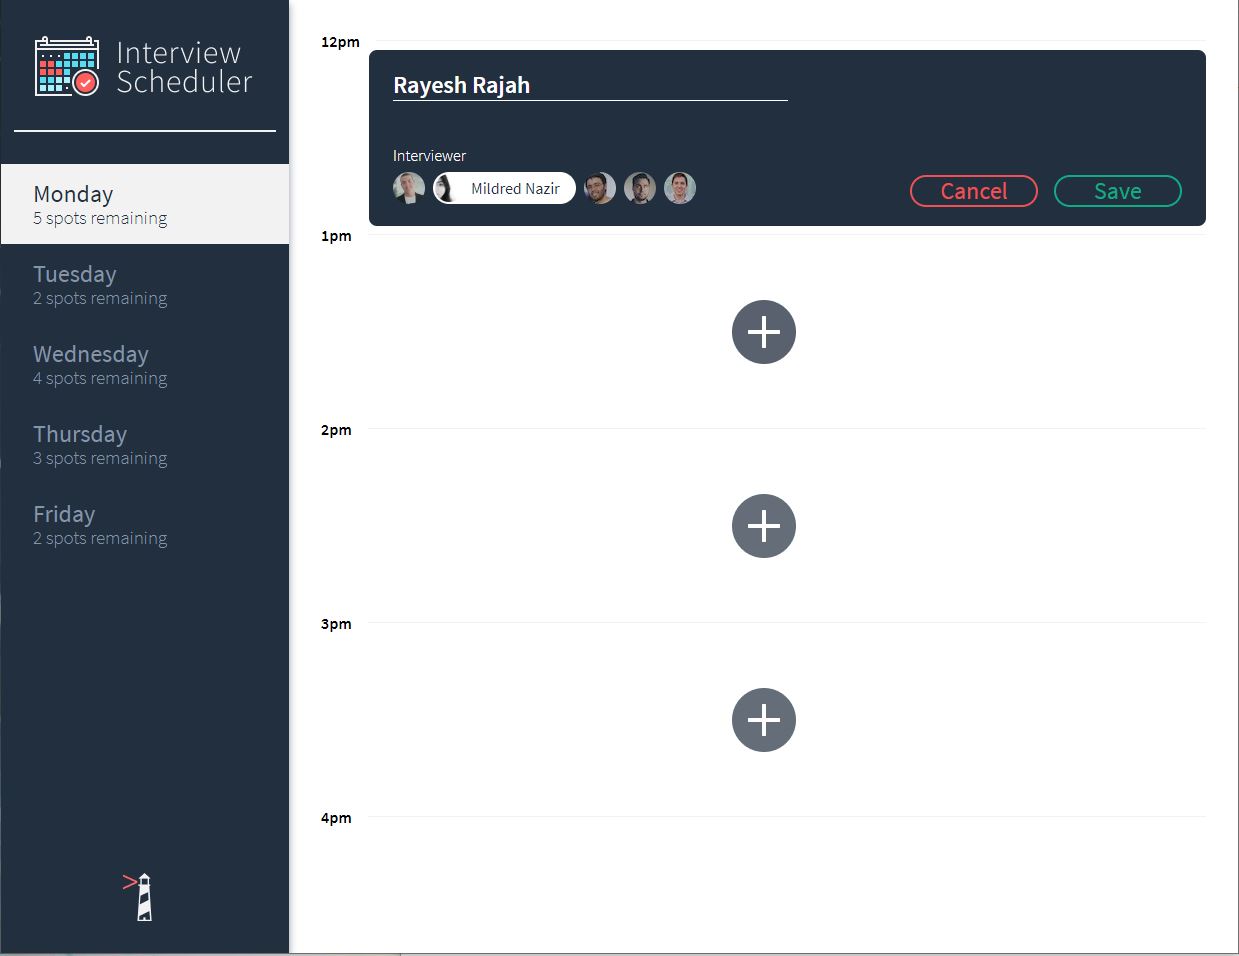 Interview
Scheduler
Monday
5 spots remaining
Tuesday
2 spots remaining
Wednesday
4 spots remaining
Thursday
3 spots remaining
Friday
2 spots remaining
12pm
Rayesh Rajah
Interviewer
Mildred Nazir
Cancel
Save
1pm
2pm
3pm
4pm